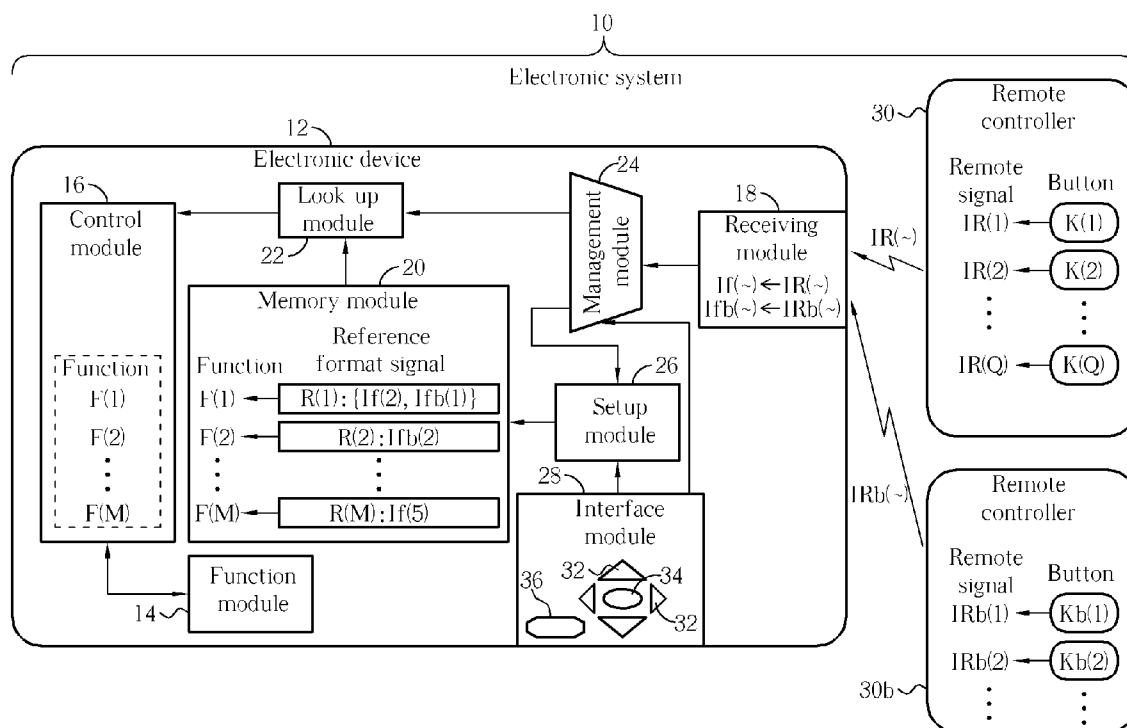 10
Electronic system
12
Electronic device
16
Control module
Function
F(1)
F(2)
F(M)
Look up module
22
20
Memory module
Function
Reference format signal
F(1)
R(1):{If(2), Ifb(1)}
F(2)
R(2):Ifb(2)
F(M)
R(M):If(5)
Function module
14
24
Management module
18
Receiving module
If(~)←IR(~)
Ifb(~)←IRb(~)
26
Setup module
28
Interface module
32
34
36
32
IR(~)
IRb(~)
30
Remote controller
Remote signal
Button
IR(1)
K(1)
IR(2)
K(2)
IR(Q)
K(Q)
30b
Remote controller
Remote signal
Button
IRb(1)
Kb(1)
IRb(2)
Kb(2)